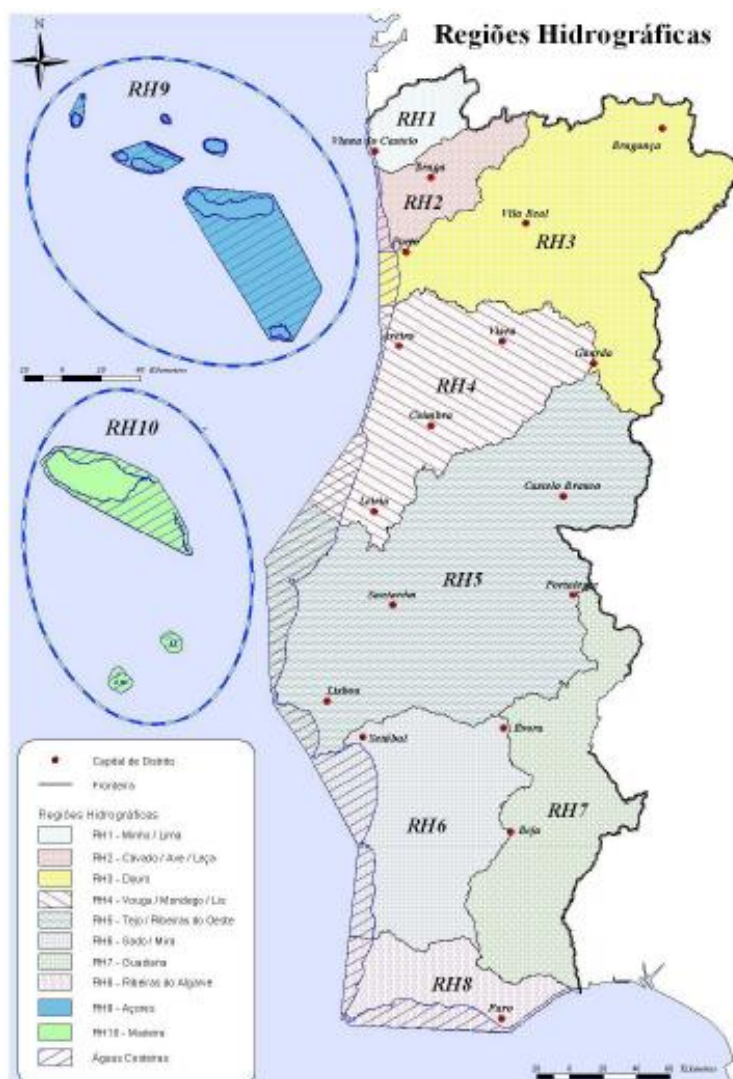 Regiões Hidrográficas
N
RH9
RH1
Viana do Castelo
Bragança
Braga
RH2
Vila Real
RH3
Porto
Aveiro
Viseu
Guarda
RH4
Coimbra
RH10
Castelo Branco
Leiria
RH5
Santarém
Portalegre
Lisboa
Setúbal
Évora
RH7
RH6
Beja
RH8
Faro
Capital de Distrito
Fronteira
Regiões Hidrográficas
RH1 - Minho / Lima
RH2 - Cávado / Ave / Leça
RH3 - Douro
RH4 - Vouga / Mondego / Lis
RH5 - Tejo / Ribeiras do Oeste
RH6 - Sado / Mira
RH7 - Guadiana
RH8 - Ribeiras do Algarve
RH9 - Açores
RH10 - Madeira
Águas Costeiras